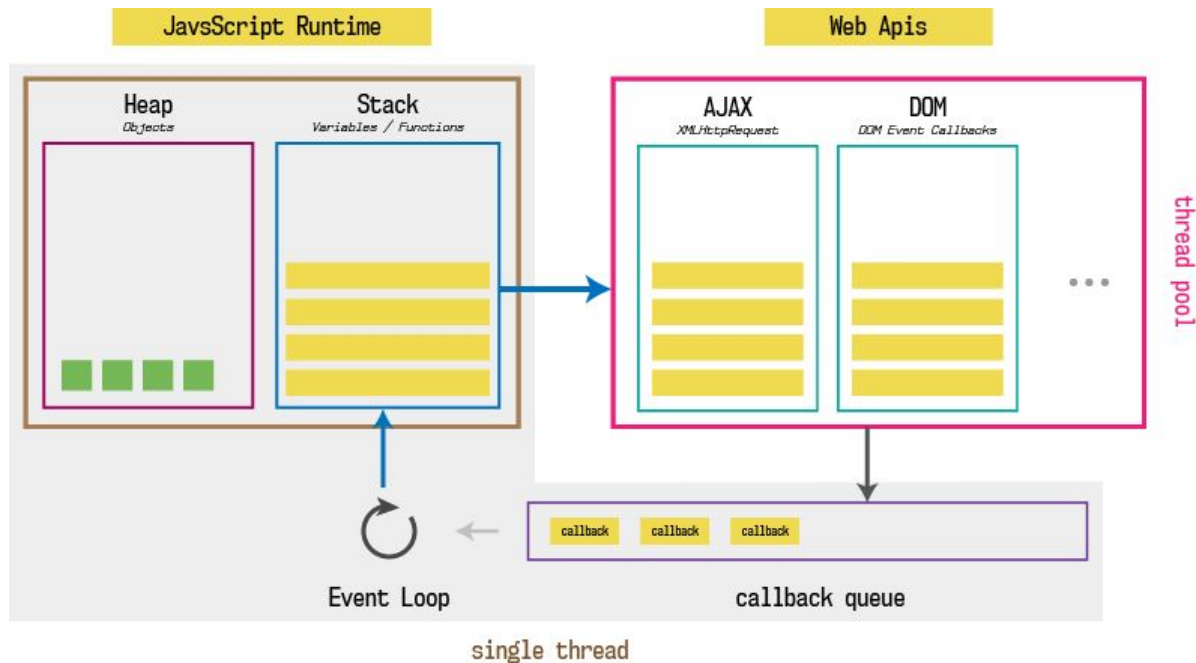 JavsScript Runtime
Web Apis
Heap
Objects
Stack
Variables / Functions
AJAX
XMLHttpRequest
DOM
DOM Event Callbacks
thread pool
callback
callback
callback
Event Loop
callback queue
single thread